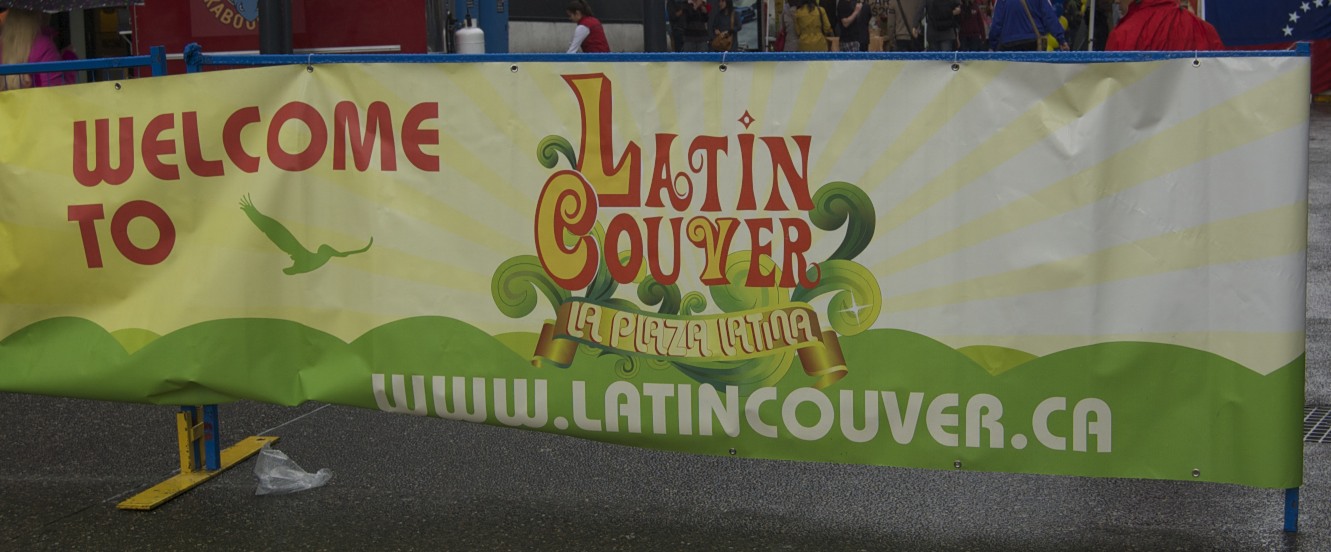 WELCOME
TO
LATIN
COUVER
LA PLAZA LATINA
WWW.LATINCOUVER.CA